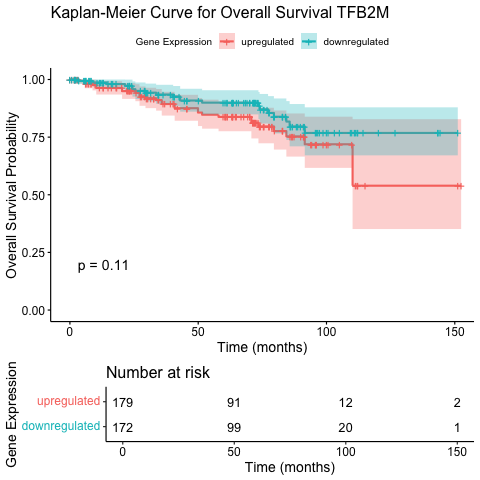 Kaplan-Meier Curve for Overall Survival TFB2M
Gene Expression upregulated downregulated
Overall Survival Probability
1.00
0.75
0.50
0.25
0.00
p = 0.11
0 50 100 150
Time (months)
Number at risk
Gene Expression
upregulated 179 91 12 2
downregulated 172 99 20 1
0 50 100 150
Time (months)